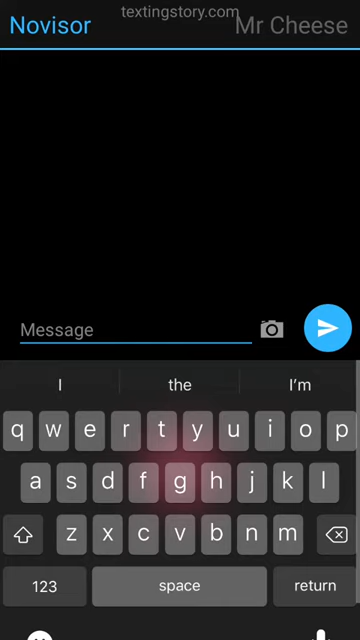 textingstory.com
Novisor Mr Cheese
Message
I the I'm
q w e r t y u i o p
a s d f g h j k l
z x c v b n m
123 space return